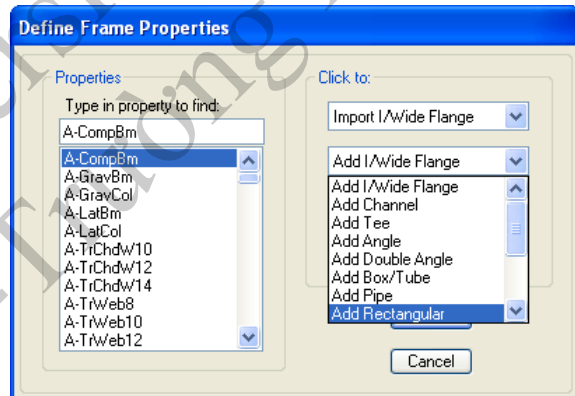 Define Frame Properties
Properties
Type in property to find:
A-CompBm
A-CompBm
A-GravBm
A-GravCol
A-LatBm
A-LatCol
A-TrChdW10
A-TrChdW12
A-TrChdW14
A-TrWeb8
A-TrWeb10
A-TrWeb12
Click to:
Import I/Wide Flange
Add I/Wide Flange
Add I/Wide Flange
Add Channel
Add Tee
Add Angle
Add Double Angle
Add Box/Tube
Add Pipe
Add Rectangular
Cancel